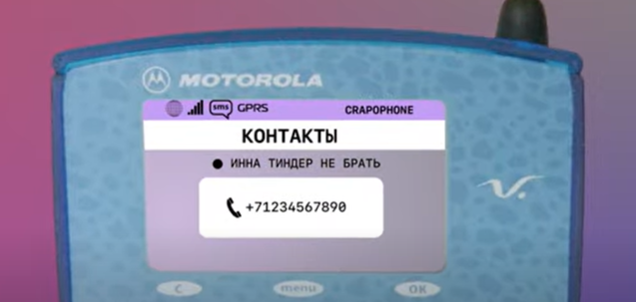 MOTOROLA
sms GPRS CRAPOPHONE
КОНТАКТЫ
● ИННА ТИНДЕР НЕ БРАТЬ
+71234567890
V.
C menu OK